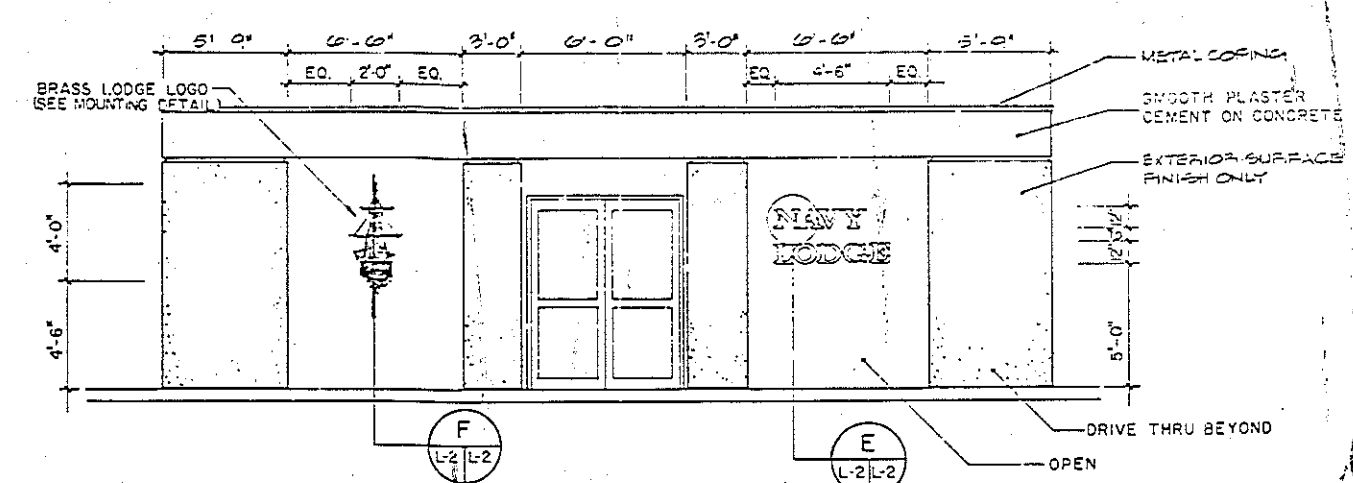 5'-0" 6'-6" 3'-0" 6'-0" 3'-0" 6'-6" 5'-0"
EQ. 2'-0" EQ. EQ. 4'-6" EQ.
METAL COPING
BRASS LODGE LOGO
(SEE MOUNTING DETAIL)
SMOOTH PLASTER
CEMENT ON CONCRETE
EXTERIOR SURFACE
FINISH ONLY
4'-0"
4'-6"
NAVY
LODGE
12"
12"
5'-0"
DRIVE THRU BEYOND
OPEN
F
L-2 L-2
E
L-2 L-2